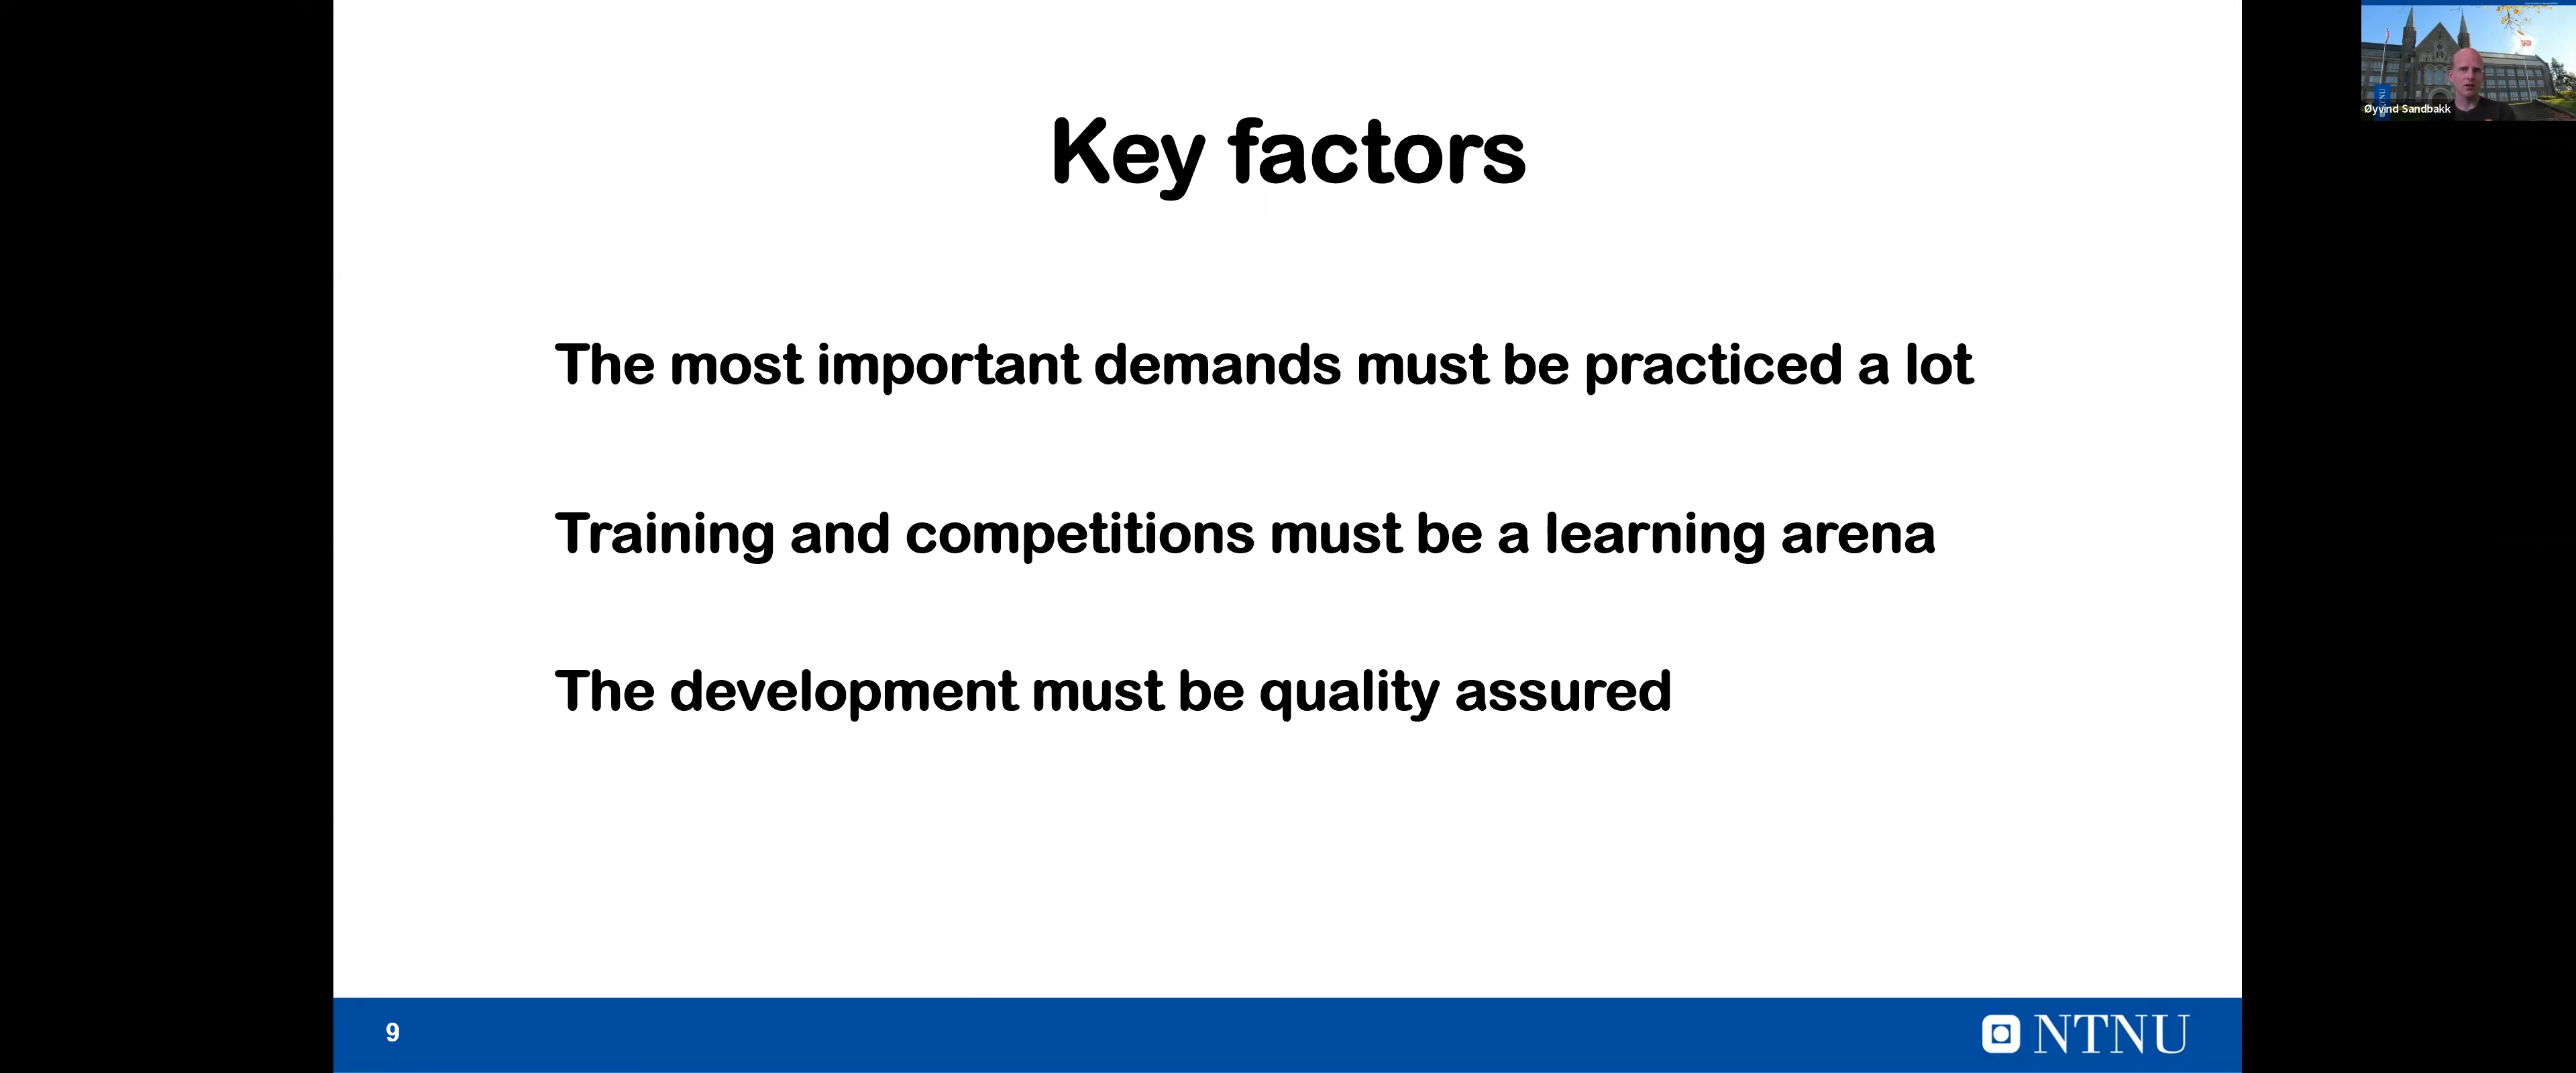 Key factors
The most important demands must be practiced a lot
Training and competitions must be a learning arena
The development must be quality assured
9
NTNU
Øyvind Sandbakk